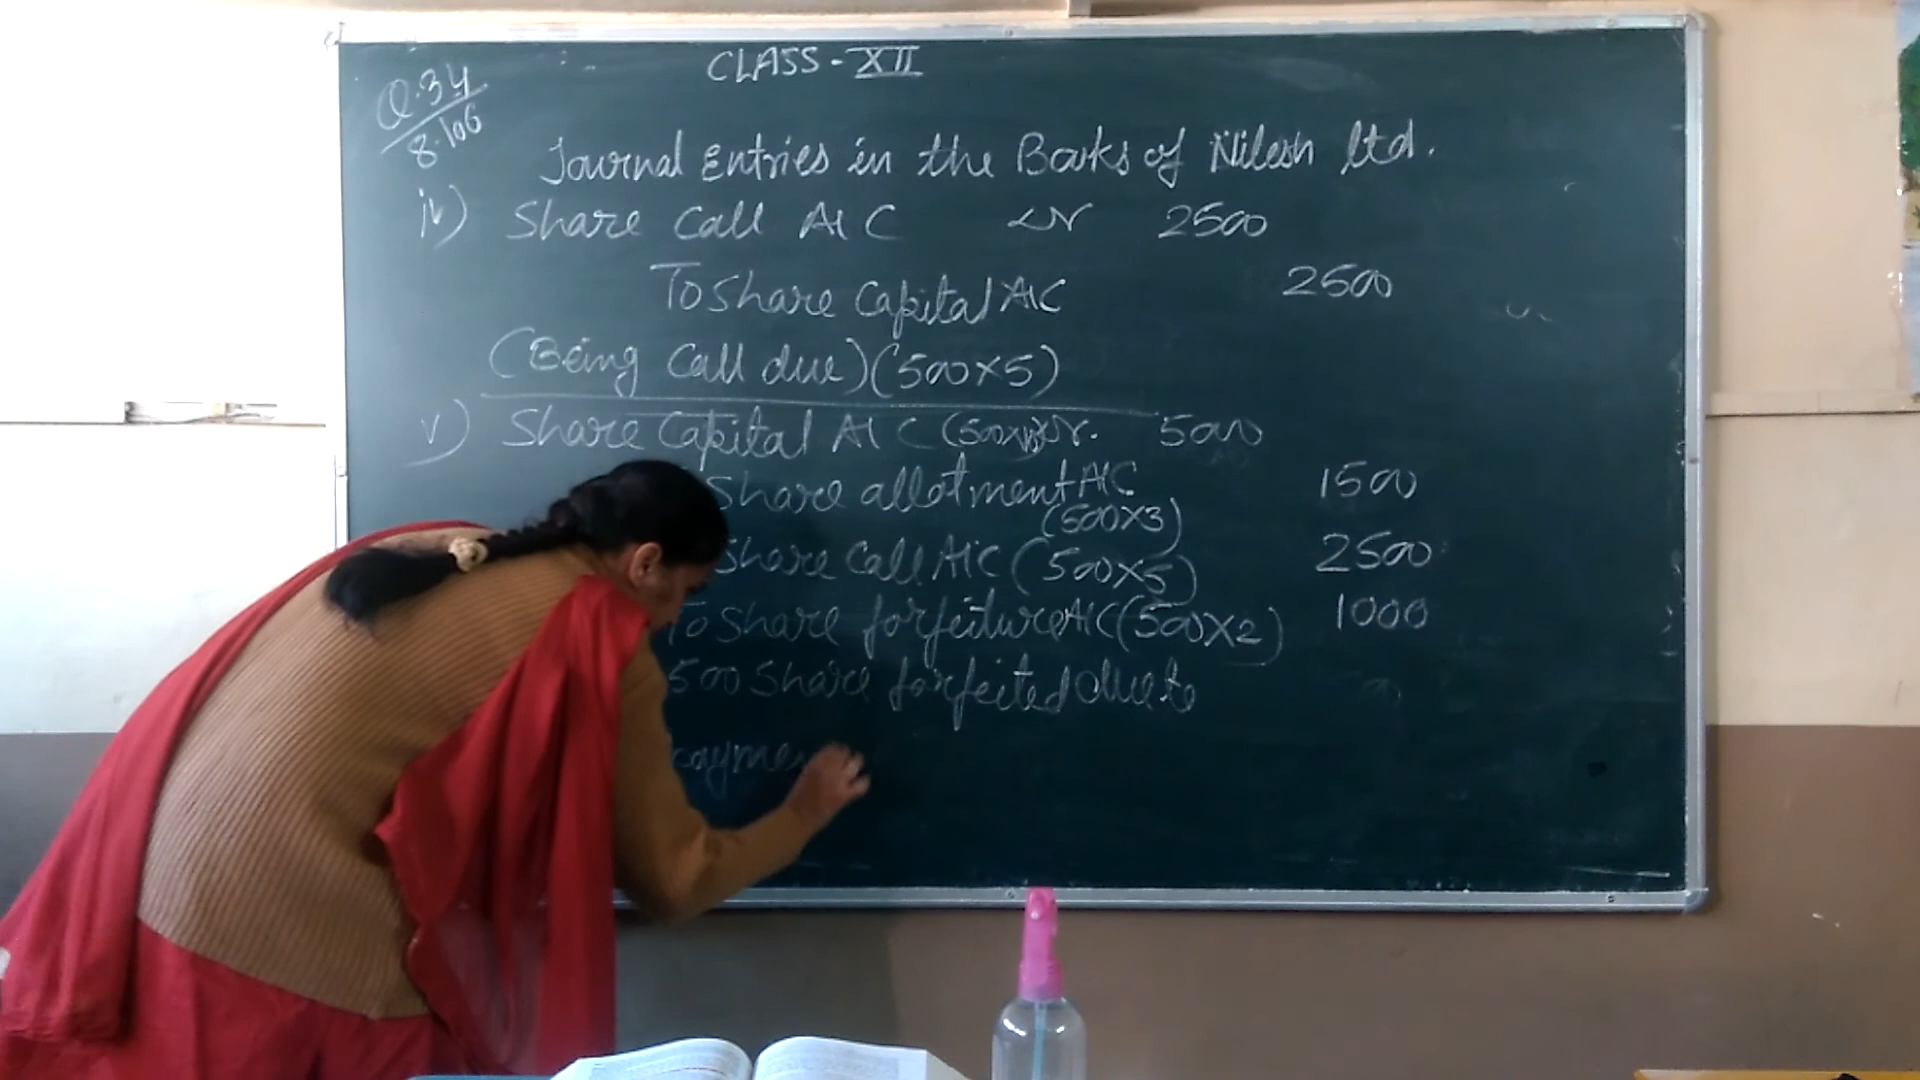 CLASS - XII
Q.34
8.106
Journal Entries in the Books of Nilesh ltd.
iv) Share Call A/C Dr 2500
To Share Capital A/C 2500
(Being Call due) (500×5)
v) Share Capital A/C (500×10) Dr. 5000
Share allotment A/C 1500
(500×3)
Share Call A/C (500×5) 2500
To Share forfeiture A/C (500×2) 1000
500 Share forfeited due to